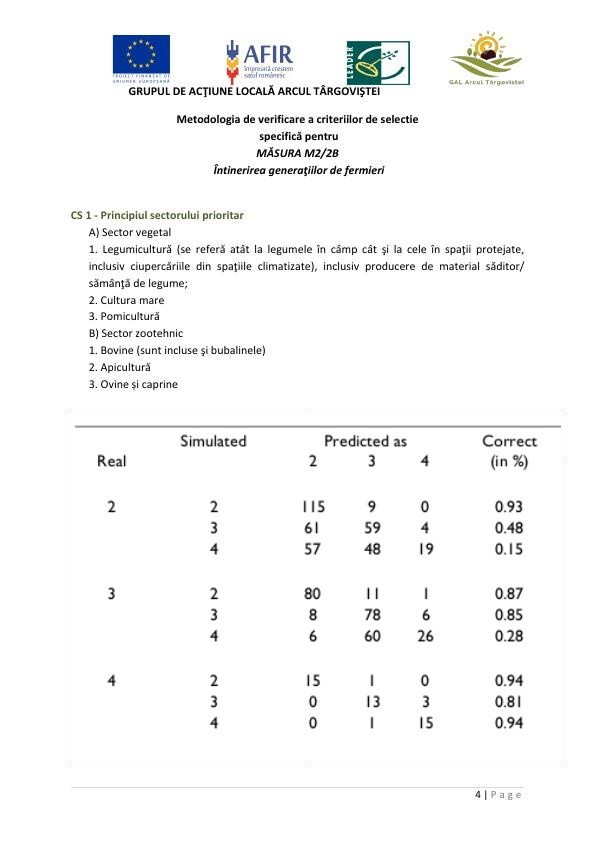 PROIECT FINANȚAT DE
UNIUNEA EUROPEANĂ
AFIR
împreună creștem
satul românesc
LEADER
GAL Arcul Târgoviștei
GRUPUL DE ACŢIUNE LOCALĂ ARCUL TÂRGOVIŞTEI
Metodologia de verificare a criteriilor de selectie
specifică pentru
MĂSURA M2/2B
Întinerirea generaţiilor de fermieri
CS 1 - Principiul sectorului prioritar
A) Sector vegetal
1. Legumicultură (se referă atât la legumele în câmp cât şi la cele în spaţii protejate,
inclusiv ciupercăriile din spaţiile climatizate), inclusiv producere de material săditor/
sămânţă de legume;
2. Cultura mare
3. Pomicultură
B) Sector zootehnic
1. Bovine (sunt incluse şi bubalinele)
2. Apicultură
3. Ovine și caprine
Simulated Predicted as Correct
Real 2 3 4 (in %)
2 2 115 9 0 0.93
3 61 59 4 0.48
4 57 48 19 0.15
3 2 80 11 1 0.87
3 8 78 6 0.85
4 6 60 26 0.28
4 2 15 1 0 0.94
3 0 13 3 0.81
4 0 1 15 0.94
4 | Page